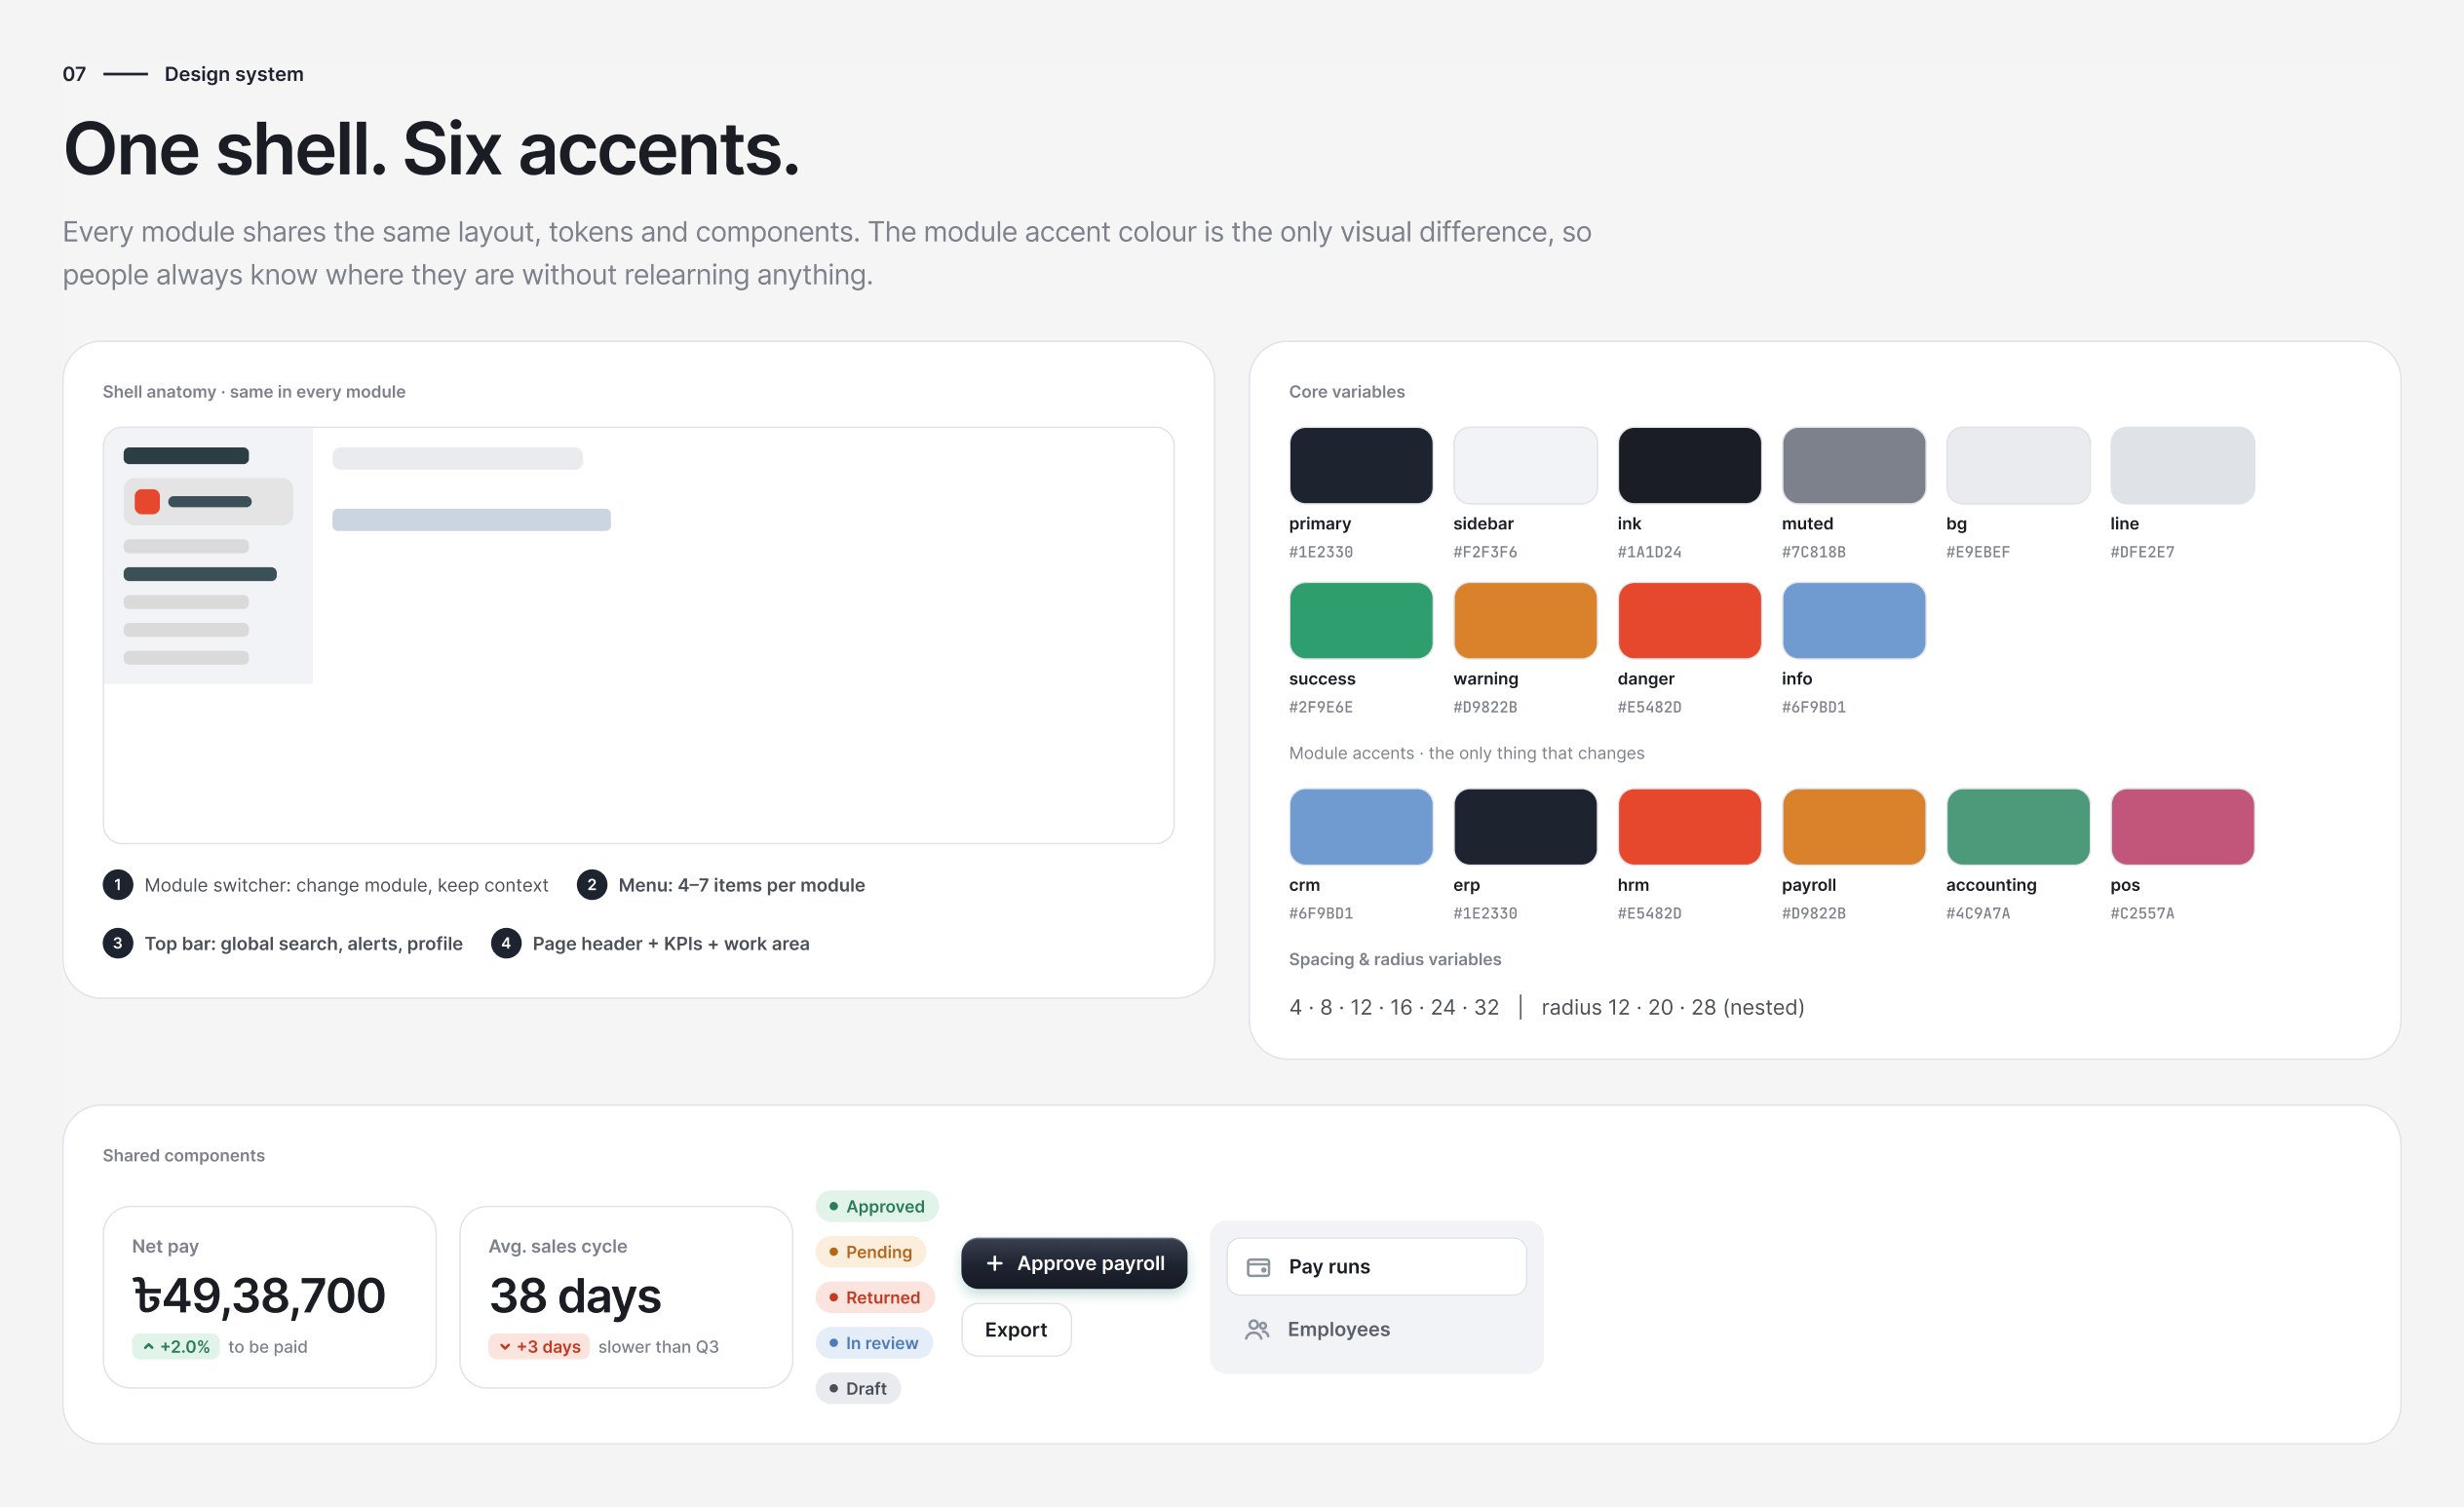 07 — Design system
One shell. Six accents.
Every module shares the same layout, tokens and components. The module accent colour is the only visual difference, so
people always know where they are without relearning anything.
Shell anatomy · same in every module
1 Module switcher: change module, keep context
2 Menu: 4–7 items per module
3 Top bar: global search, alerts, profile
4 Page header + KPIs + work area
Core variables
primary
#1E2330
sidebar
#F2F3F6
ink
#1A1D24
muted
#7C818B
bg
#E9EBEF
line
#DFE2E7
success
#2F9E6E
warning
#D9822B
danger
#E5482D
info
#6F9BD1
Module accents · the only thing that changes
crm
#6F9BD1
erp
#1E2330
hrm
#E5482D
payroll
#D9822B
accounting
#4C9A7A
pos
#C2557A
Spacing & radius variables
4 · 8 · 12 · 16 · 24 · 32 | radius 12 · 20 · 28 (nested)
Shared components
Net pay
৳49,38,700
+2.0% to be paid
Avg. sales cycle
38 days
+3 days slower than Q3
Approved
Pending
Returned
In review
Draft
+ Approve payroll
Export
Pay runs
Employees